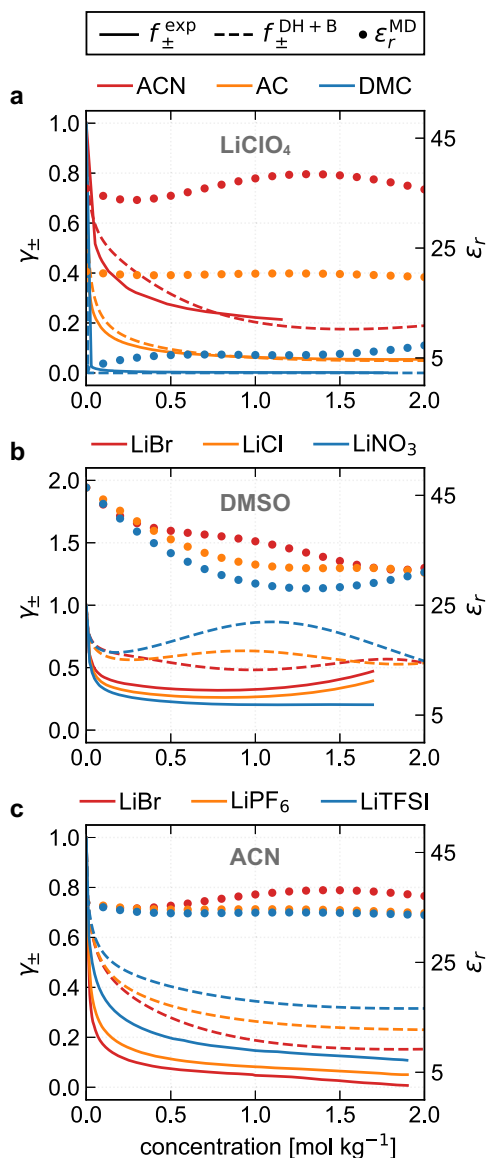 f±^exp f±^DH+B εr^MD
ACN AC DMC
a
LiClO₄
1.0
0.8
0.6
0.4
0.2
0.0
γ±
45
25
5
εr
0.0 0.5 1.0 1.5 2.0
LiBr LiCl LiNO₃
b
DMSO
2.0
1.5
1.0
0.5
0.0
γ±
45
25
5
εr
0.0 0.5 1.0 1.5 2.0
LiBr LiPF₆ LiTFSI
c
ACN
1.0
0.8
0.6
0.4
0.2
0.0
γ±
45
25
5
εr
0.0 0.5 1.0 1.5 2.0
concentration [mol kg⁻¹]